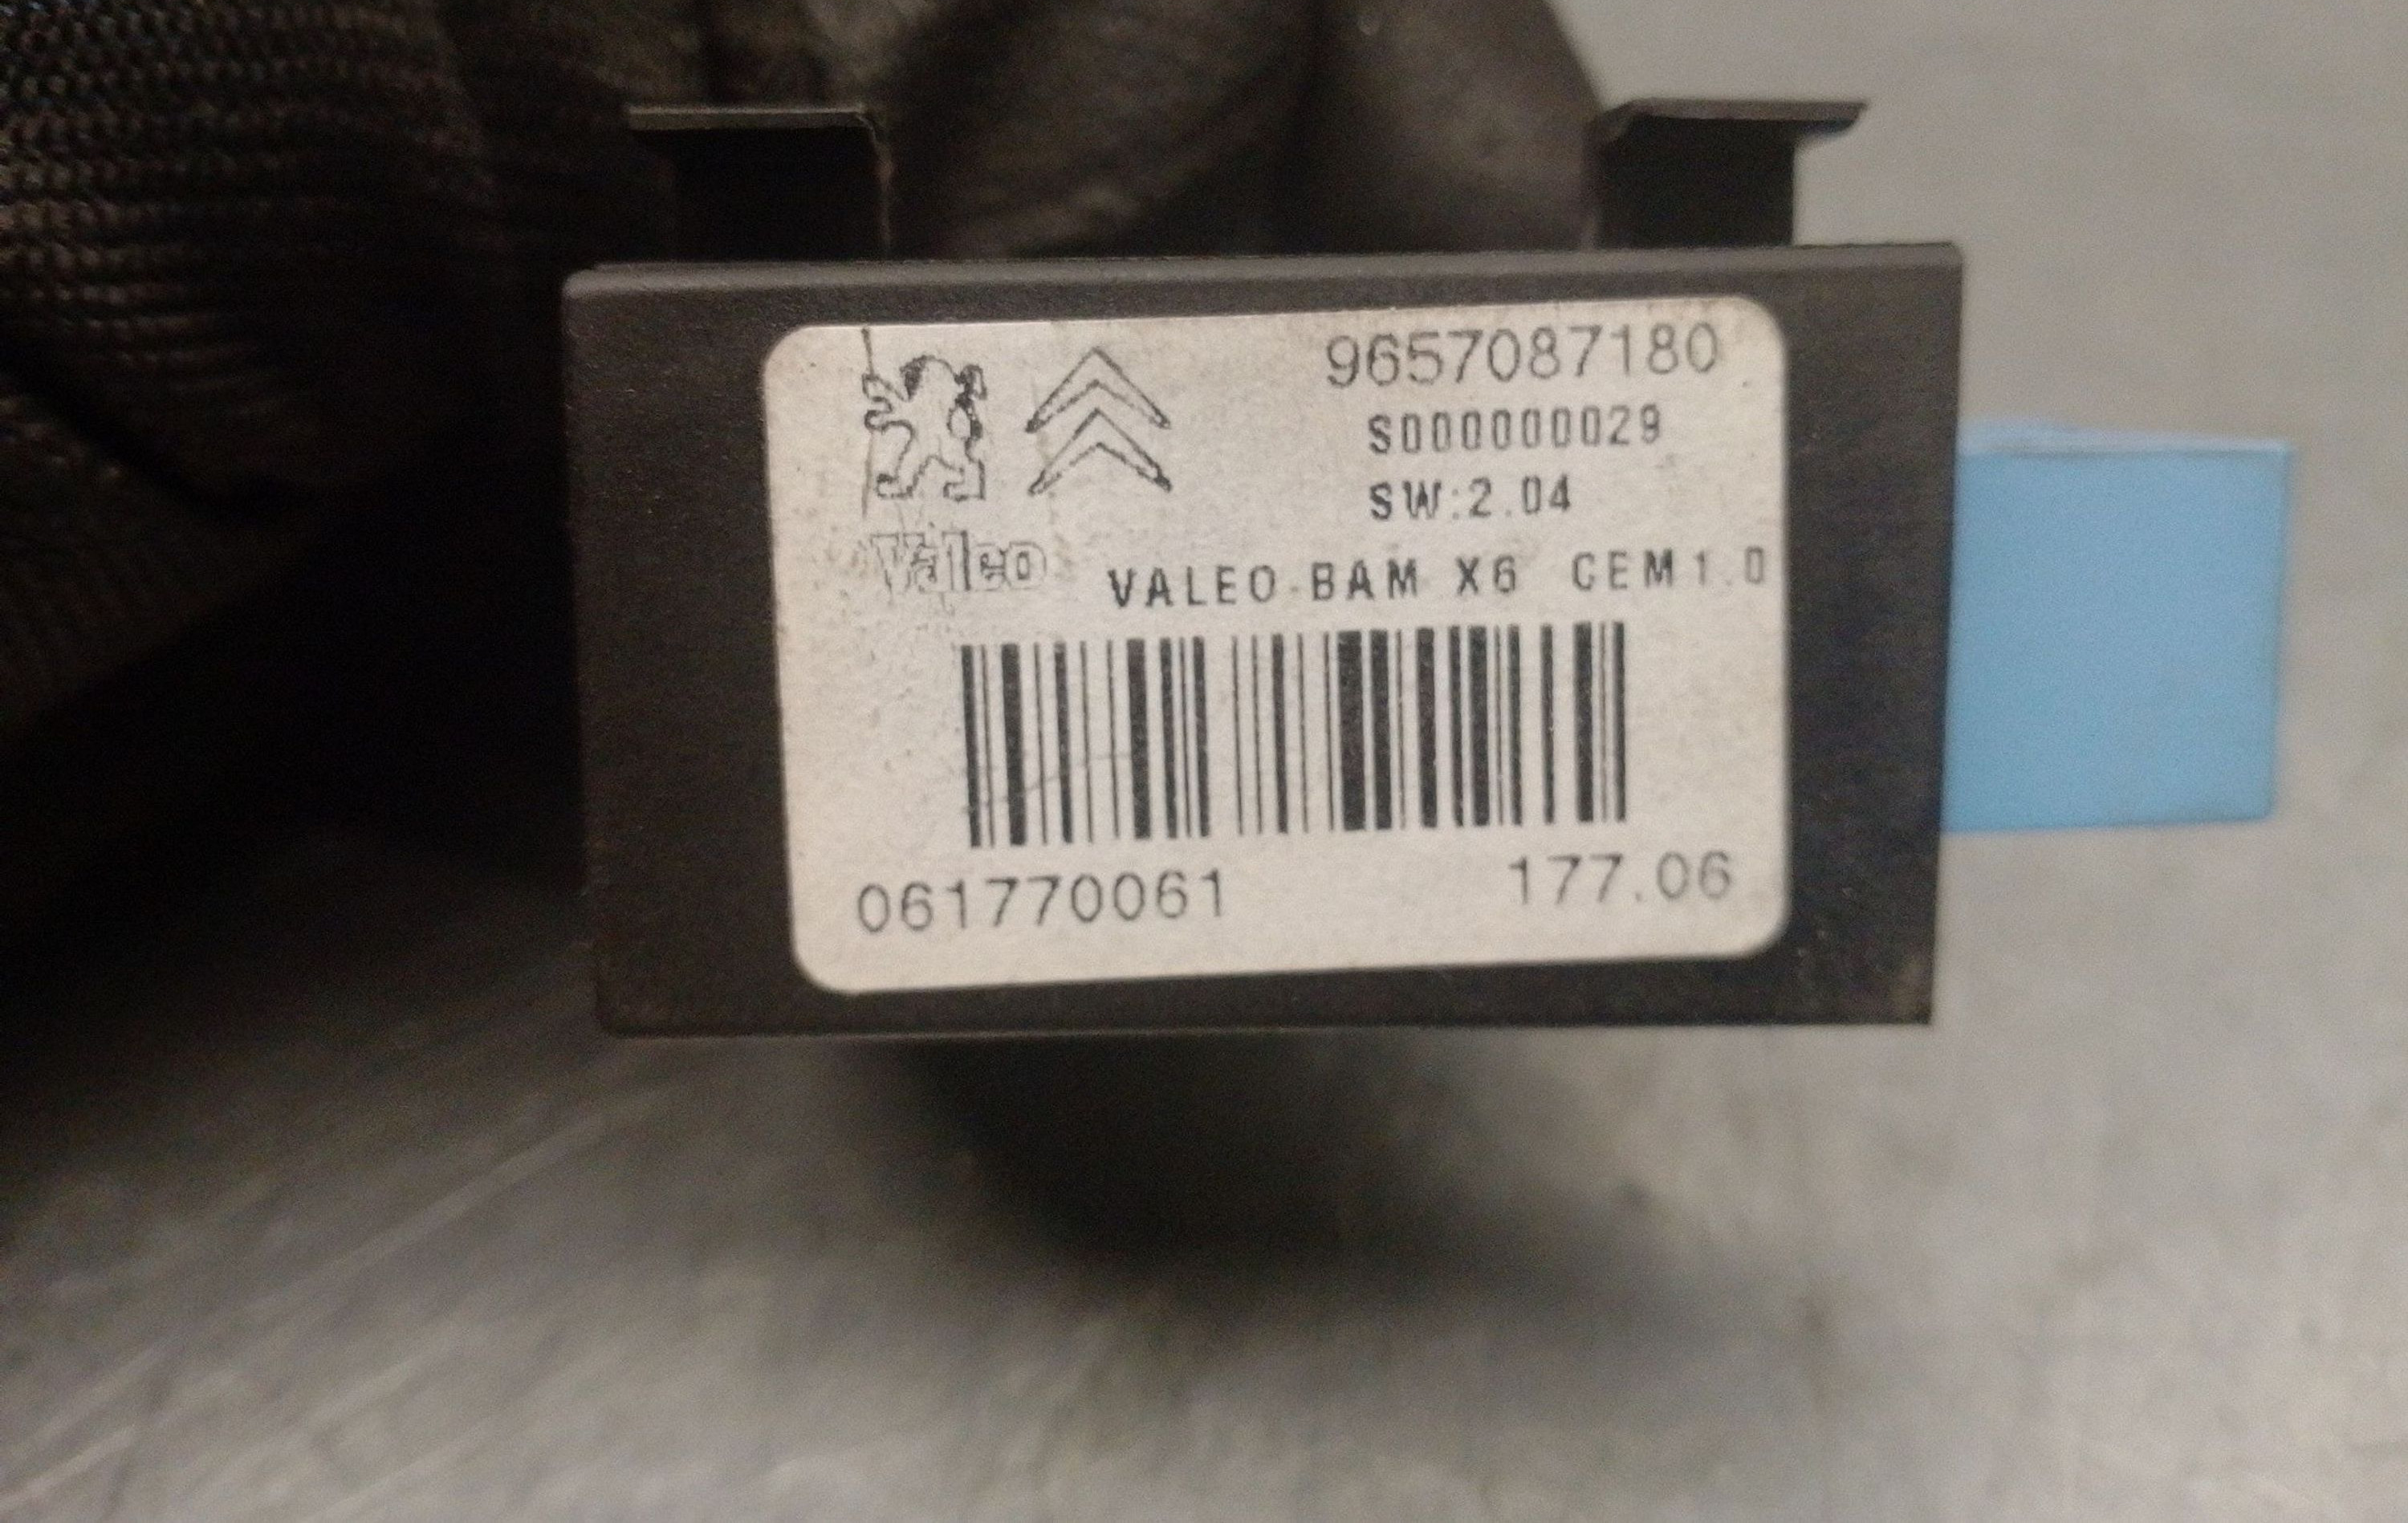 9657087180
S000000029
SW:2.04
Valeo
VALEO BAM X6 CEM1.0
061770061 177.06